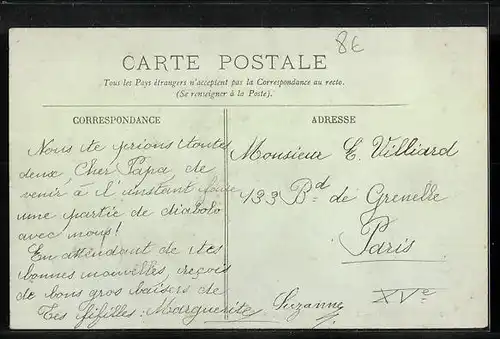 8E
CARTE POSTALE
Tous les Pays étrangers n'acceptent pas la Correspondance au recto.
(Se renseigner à la Poste).
CORRESPONDANCE
Nous te prions toutes
deux, Cher Papa, de
venir à l'instant faire
une partie de diabolo
avec nous!
En attendant de tes
bonnes nouvelles, reçois
de bons gros baisers de
Tes fifilles: Marguerite Suzanne
ADRESSE
Monsieur E. Villiard
133 Bd de Grenelle
Paris
XVe